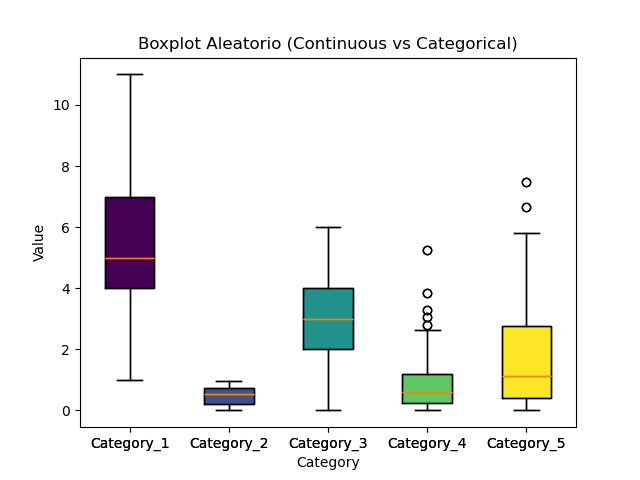 Boxplot Aleatorio (Continuous vs Categorical)
10
8
6
4
2
0
Value
Category_1 Category_2 Category_3 Category_4 Category_5
Category